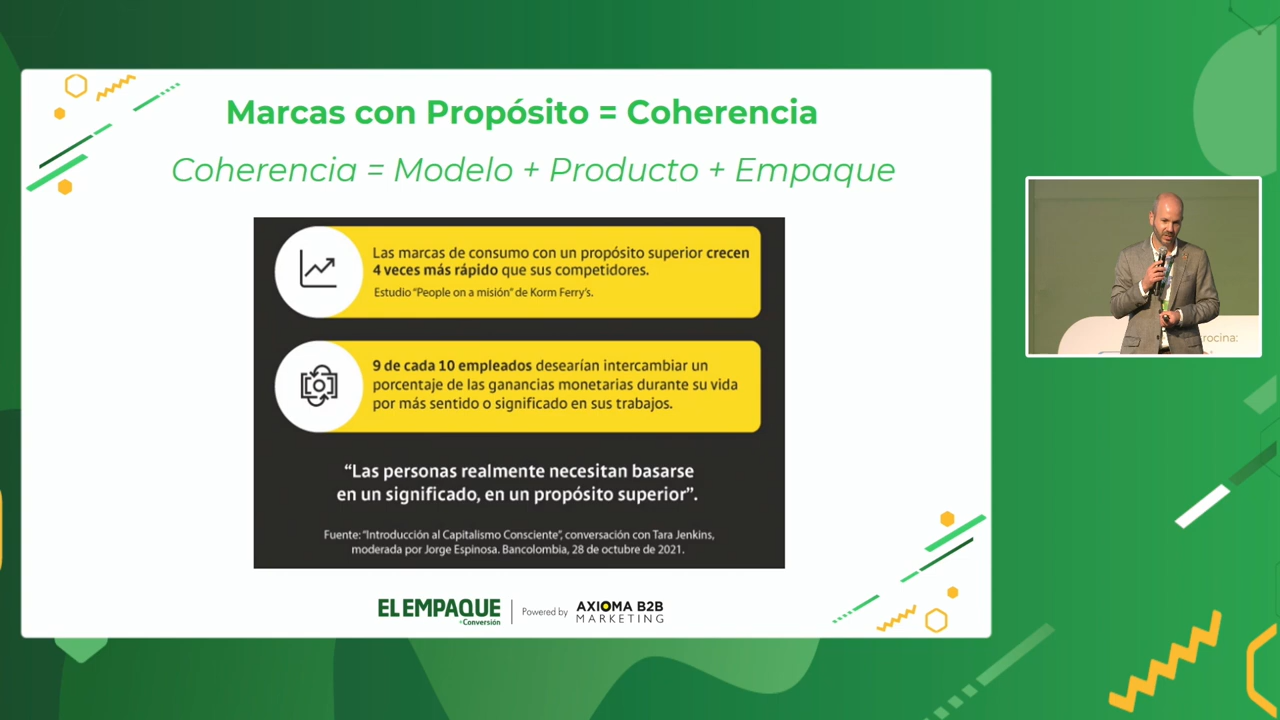 Marcas con Propósito = Coherencia
Coherencia = Modelo + Producto + Empaque
Las marcas de consumo con un propósito superior crecen
4 veces más rápido que sus competidores.
Estudio “People on a misión” de Korm Ferry’s.
9 de cada 10 empleados desearían intercambiar un
porcentaje de las ganancias monetarias durante su vida
por más sentido o significado en sus trabajos.
“Las personas realmente necesitan basarse
en un significado, en un propósito superior”.
Fuente: “Introducción al Capitalismo Consciente”, conversación con Tara Jenkins,
moderada por Jorge Espinosa. Bancolombia, 28 de octubre de 2021.
EL EMPAQUE
+Conversión
Powered by
AXIOMA B2B
MARKETING
rocina: